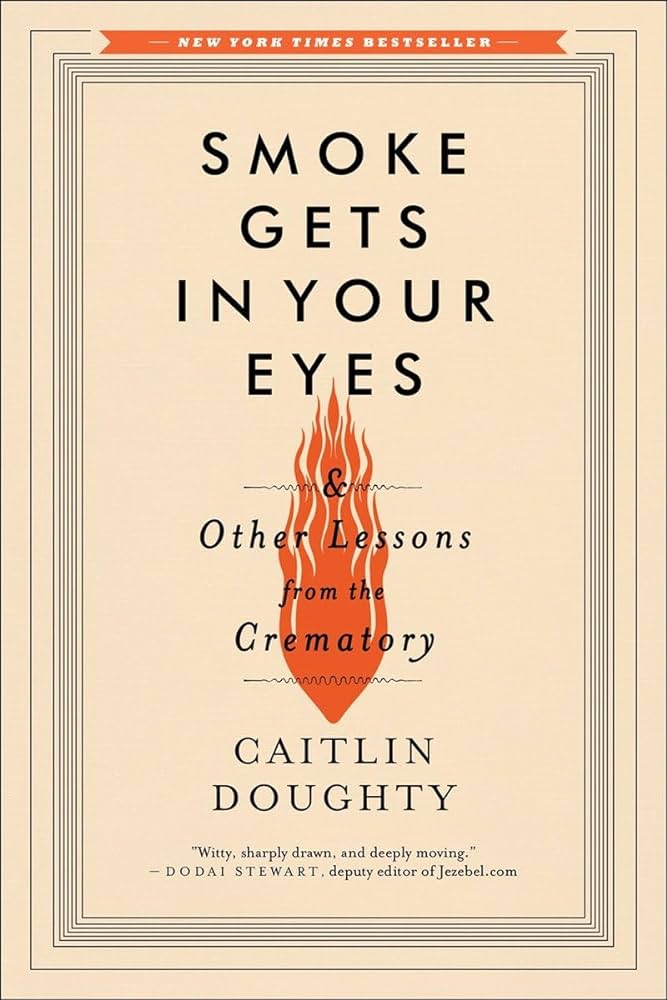 — NEW YORK TIMES BESTSELLER —
SMOKE
GETS
IN YOUR
EYES
&
Other Lessons
from the
Crematory
CAITLIN
DOUGHTY
"Witty, sharply drawn, and deeply moving."
— DODAI STEWART, deputy editor of Jezebel.com